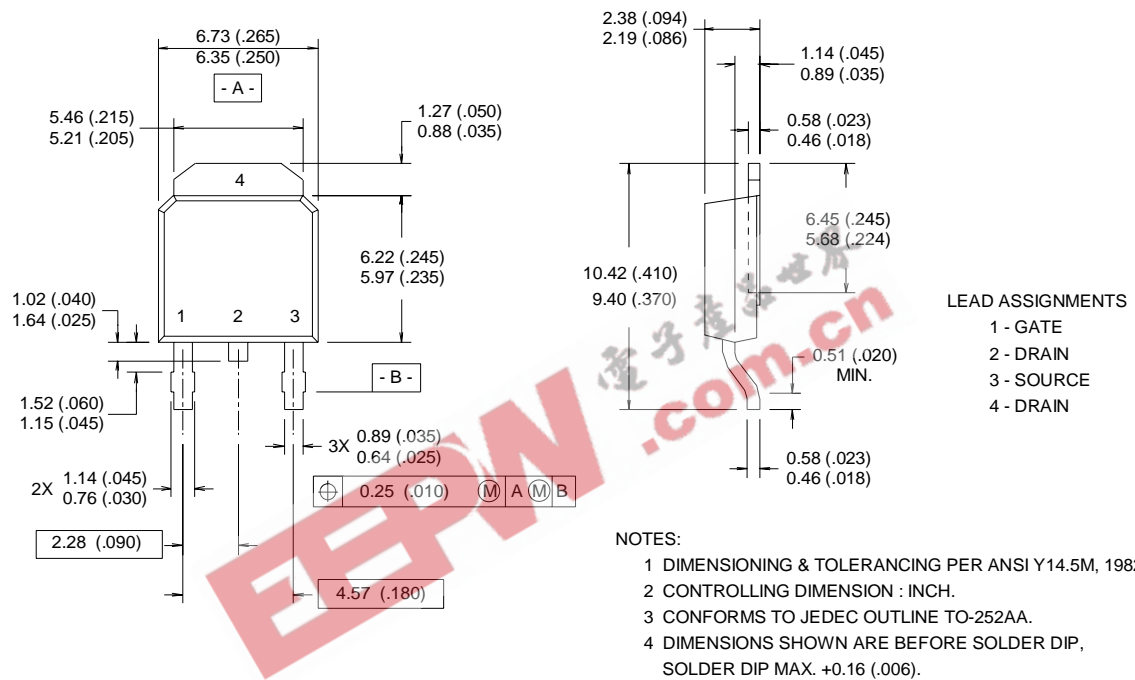 6.73 (.265)
6.35 (.250)
- A -
5.46 (.215)
5.21 (.205)
1.27 (.050)
0.88 (.035)
4
6.22 (.245)
5.97 (.235)
1.02 (.040)
1.64 (.025)
1 2 3
- B -
1.52 (.060)
1.15 (.045)
3X 0.89 (.035)
0.64 (.025)
2X 1.14 (.045)
0.76 (.030)
0.25 (.010) Ⓜ A Ⓜ B
2.28 (.090)
4.57 (.180)
2.38 (.094)
2.19 (.086)
1.14 (.045)
0.89 (.035)
0.58 (.023)
0.46 (.018)
6.45 (.245)
5.68 (.224)
10.42 (.410)
9.40 (.370)
0.51 (.020)
MIN.
0.58 (.023)
0.46 (.018)
LEAD ASSIGNMENTS
1 - GATE
2 - DRAIN
3 - SOURCE
4 - DRAIN
NOTES:
1 DIMENSIONING & TOLERANCING PER ANSI Y14.5M, 198
2 CONTROLLING DIMENSION : INCH.
3 CONFORMS TO JEDEC OUTLINE TO-252AA.
4 DIMENSIONS SHOWN ARE BEFORE SOLDER DIP,
SOLDER DIP MAX. +0.16 (.006).
EEPW.com.cn
電子產品世界